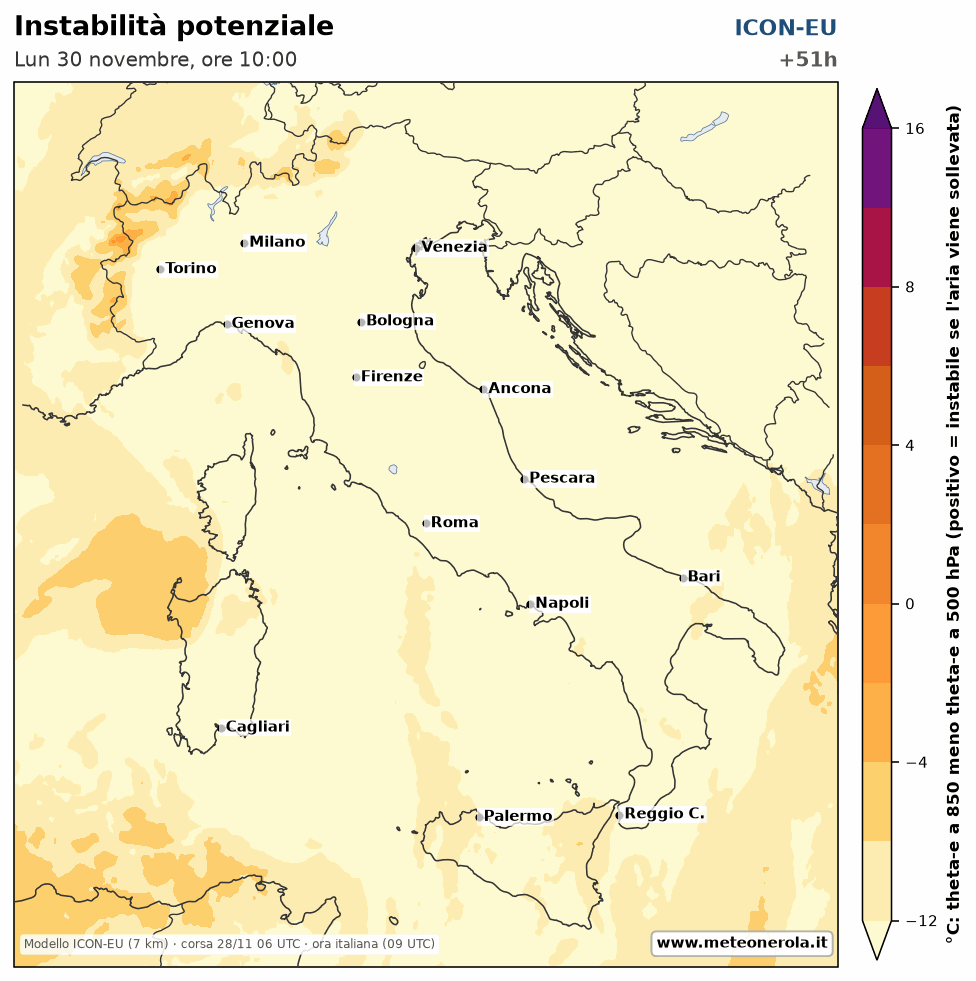 Instabilità potenziale
ICON-EU
Lun 30 novembre, ore 10:00
+51h
Milano
Venezia
Torino
Genova
Bologna
Firenze
Ancona
Pescara
Roma
Bari
Napoli
Cagliari
Palermo
Reggio C.
Modello ICON-EU (7 km) · corsa 28/11 06 UTC · ora italiana (09 UTC)
www.meteonerola.it
16
8
4
0
−4
−12
°C: theta-e a 850 meno theta-e a 500 hPa (positivo = instabile se l'aria viene sollevata)